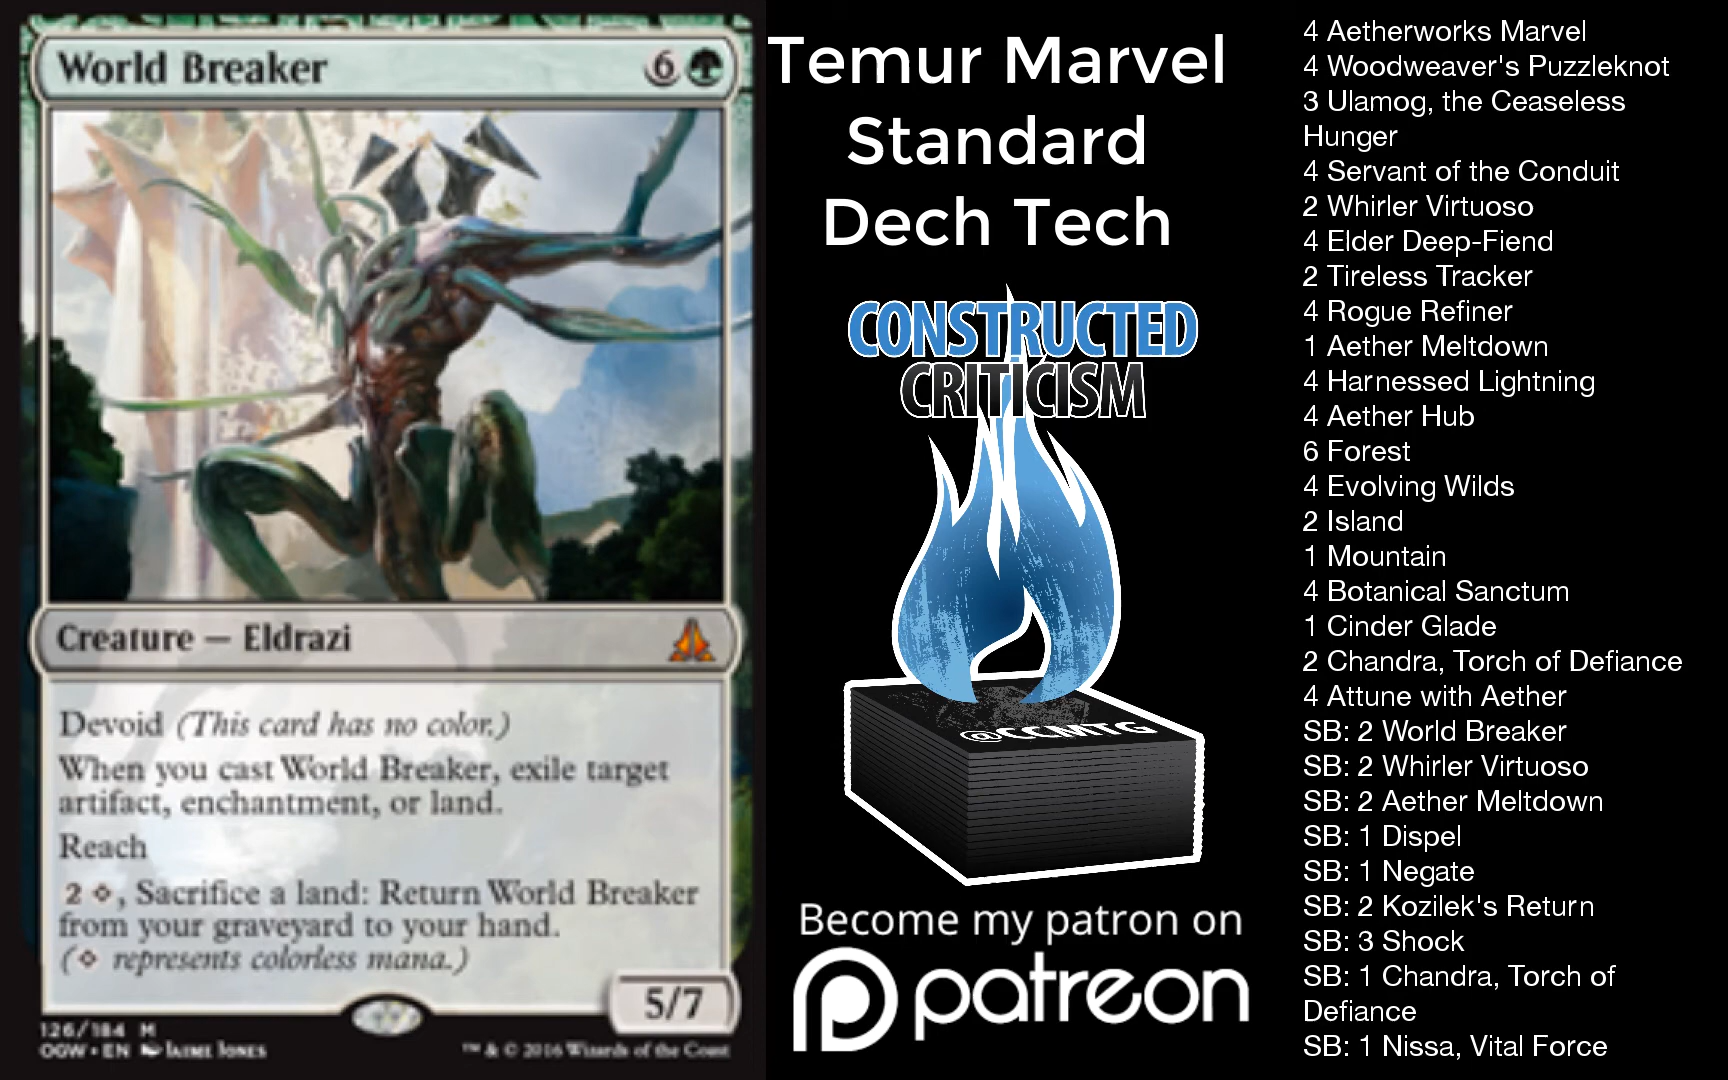 World Breaker 6
Creature — Eldrazi
Devoid (This card has no color.)
When you cast World Breaker, exile target
artifact, enchantment, or land.
Reach
2 , Sacrifice a land: Return World Breaker
from your graveyard to your hand.
( represents colorless mana.)
5/7
126/184 M
OGW • EN Jaime Jones
™ & © 2016 Wizards of the Coast
Temur Marvel
Standard
Dech Tech
CONSTRUCTED
CRITICISM
@CCMTG
Become my patron on
patreon
4 Aetherworks Marvel
4 Woodweaver's Puzzleknot
3 Ulamog, the Ceaseless
Hunger
4 Servant of the Conduit
2 Whirler Virtuoso
4 Elder Deep-Fiend
2 Tireless Tracker
4 Rogue Refiner
1 Aether Meltdown
4 Harnessed Lightning
4 Aether Hub
6 Forest
4 Evolving Wilds
2 Island
1 Mountain
4 Botanical Sanctum
1 Cinder Glade
2 Chandra, Torch of Defiance
4 Attune with Aether
SB: 2 World Breaker
SB: 2 Whirler Virtuoso
SB: 2 Aether Meltdown
SB: 1 Dispel
SB: 1 Negate
SB: 2 Kozilek's Return
SB: 3 Shock
SB: 1 Chandra, Torch of
Defiance
SB: 1 Nissa, Vital Force